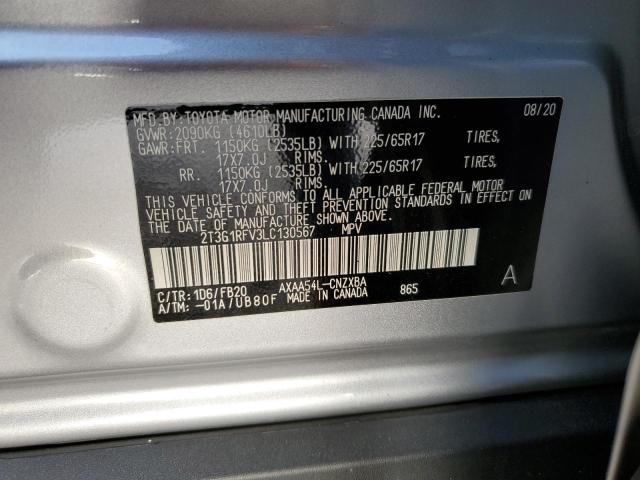 MFD BY: TOYOTA MOTOR MANUFACTURING CANADA INC. 08/20
GVWR: 2090KG (4610LB)
GAWR: FRT. 1150KG (2535LB) WITH 225/65R17 TIRES,
17X7.0J RIMS.
RR. 1150KG (2535LB) WITH 225/65R17 TIRES,
17X7.0J RIMS.
THIS VEHICLE CONFORMS TO ALL APPLICABLE FEDERAL MOTOR
VEHICLE SAFETY AND THEFT PREVENTION STANDARDS IN EFFECT
ON THE DATE OF MANUFACTURE SHOWN ABOVE.
2T3G1RFV3LC130567 MPV
C/TR: 1D6/FB20 AXAA54L-CNZXBA 865 A
A/TM: -01A/UB80F MADE IN CANADA